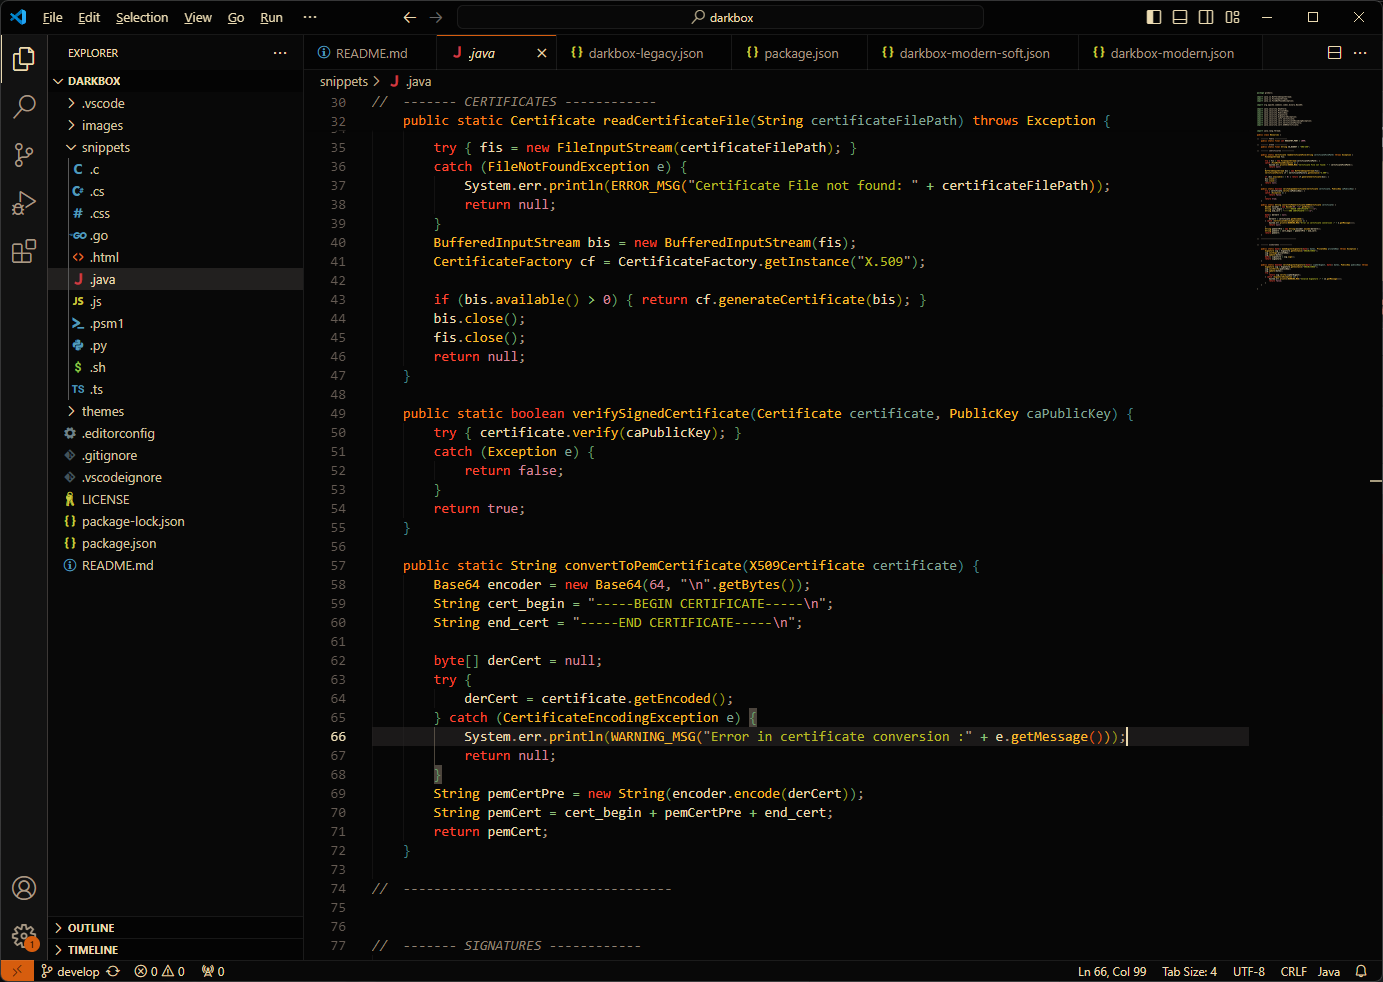 File Edit Selection View Go Run ···
darkbox
EXPLORER ···
DARKBOX
.vscode
images
snippets
C .c
C# .cs
# .css
GO .go
<> .html
J .java
JS .js
.psm1
.py
$ .sh
TS .ts
themes
.editorconfig
.gitignore
.vscodeignore
LICENSE
{} package-lock.json
{} package.json
README.md
OUTLINE
TIMELINE
1
README.md
J .java
{} darkbox-legacy.json
{} package.json
{} darkbox-modern-soft.json
{} darkbox-modern.json
snippets > J .java
30 // ------- CERTIFICATES ------------
32 public static Certificate readCertificateFile(String certificateFilePath) throws Exception {
35 try { fis = new FileInputStream(certificateFilePath); }
36 catch (FileNotFoundException e) {
37 System.err.println(ERROR_MSG("Certificate File not found: " + certificateFilePath));
38 return null;
39 }
40 BufferedInputStream bis = new BufferedInputStream(fis);
41 CertificateFactory cf = CertificateFactory.getInstance("X.509");
42
43 if (bis.available() > 0) { return cf.generateCertificate(bis); }
44 bis.close();
45 fis.close();
46 return null;
47 }
48
49 public static boolean verifySignedCertificate(Certificate certificate, PublicKey caPublicKey) {
50 try { certificate.verify(caPublicKey); }
51 catch (Exception e) {
52 return false;
53 }
54 return true;
55 }
56
57 public static String convertToPemCertificate(X509Certificate certificate) {
58 Base64 encoder = new Base64(64, "\n".getBytes());
59 String cert_begin = "-----BEGIN CERTIFICATE-----\n";
60 String end_cert = "-----END CERTIFICATE-----\n";
61
62 byte[] derCert = null;
63 try {
64 derCert = certificate.getEncoded();
65 } catch (CertificateEncodingException e) {
66 System.err.println(WARNING_MSG("Error in certificate conversion :" + e.getMessage()));
67 return null;
68 }
69 String pemCertPre = new String(encoder.encode(derCert));
70 String pemCert = cert_begin + pemCertPre + end_cert;
71 return pemCert;
72 }
73
74 // -----------------------------------
75
76
77 // ------- SIGNATURES ------------
develop 0 0 0
Ln 66, Col 99 Tab Size: 4 UTF-8 CRLF Java